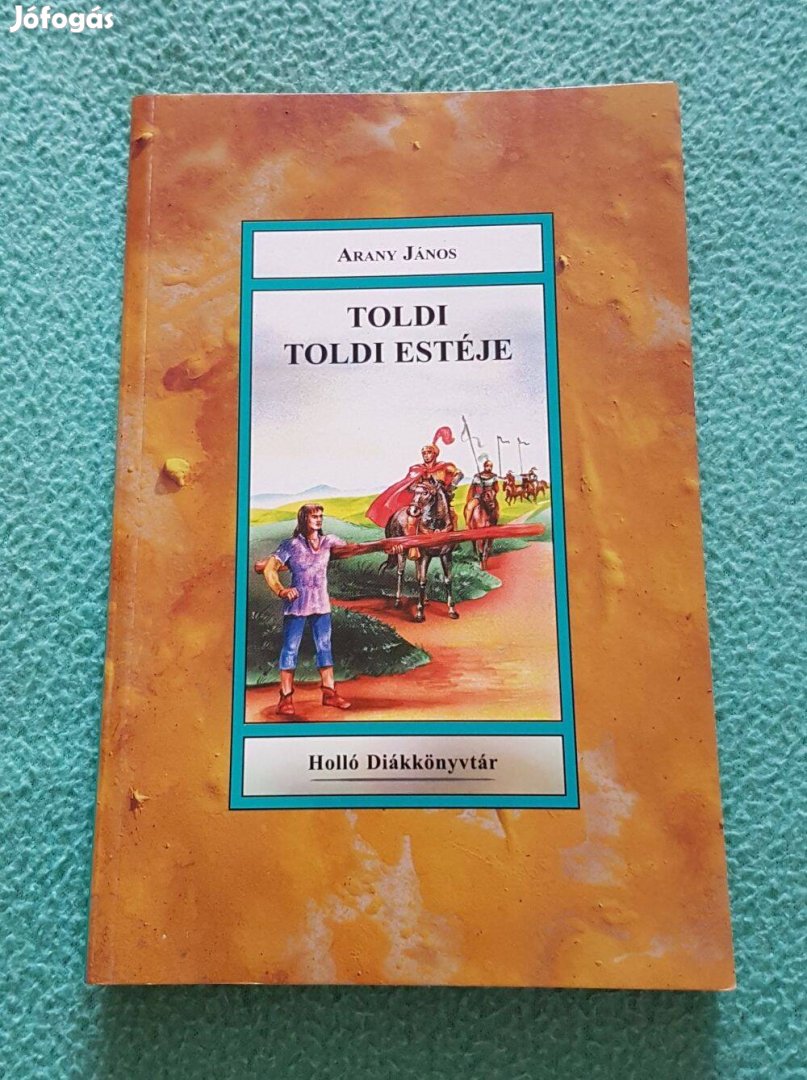 Jófogás
ARANY JÁNOS
TOLDI
TOLDI ESTÉJE
Holló Diákkönyvtár